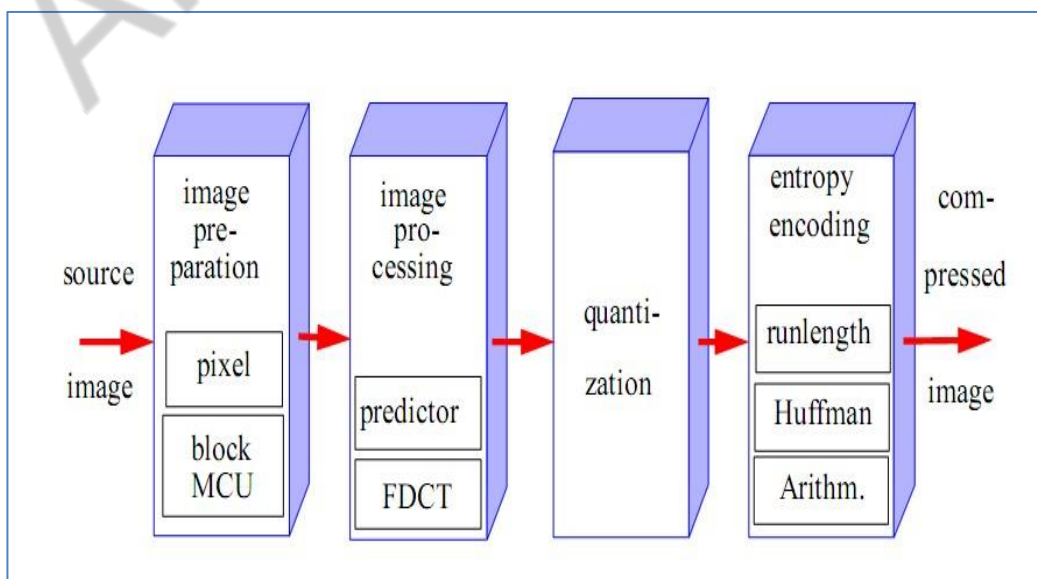 source
image
image
pre-
paration
pixel
block
MCU
image
pro-
cessing
predictor
FDCT
quanti-
zation
entropy
encoding
runlength
Huffman
Arithm.
com-
pressed
image